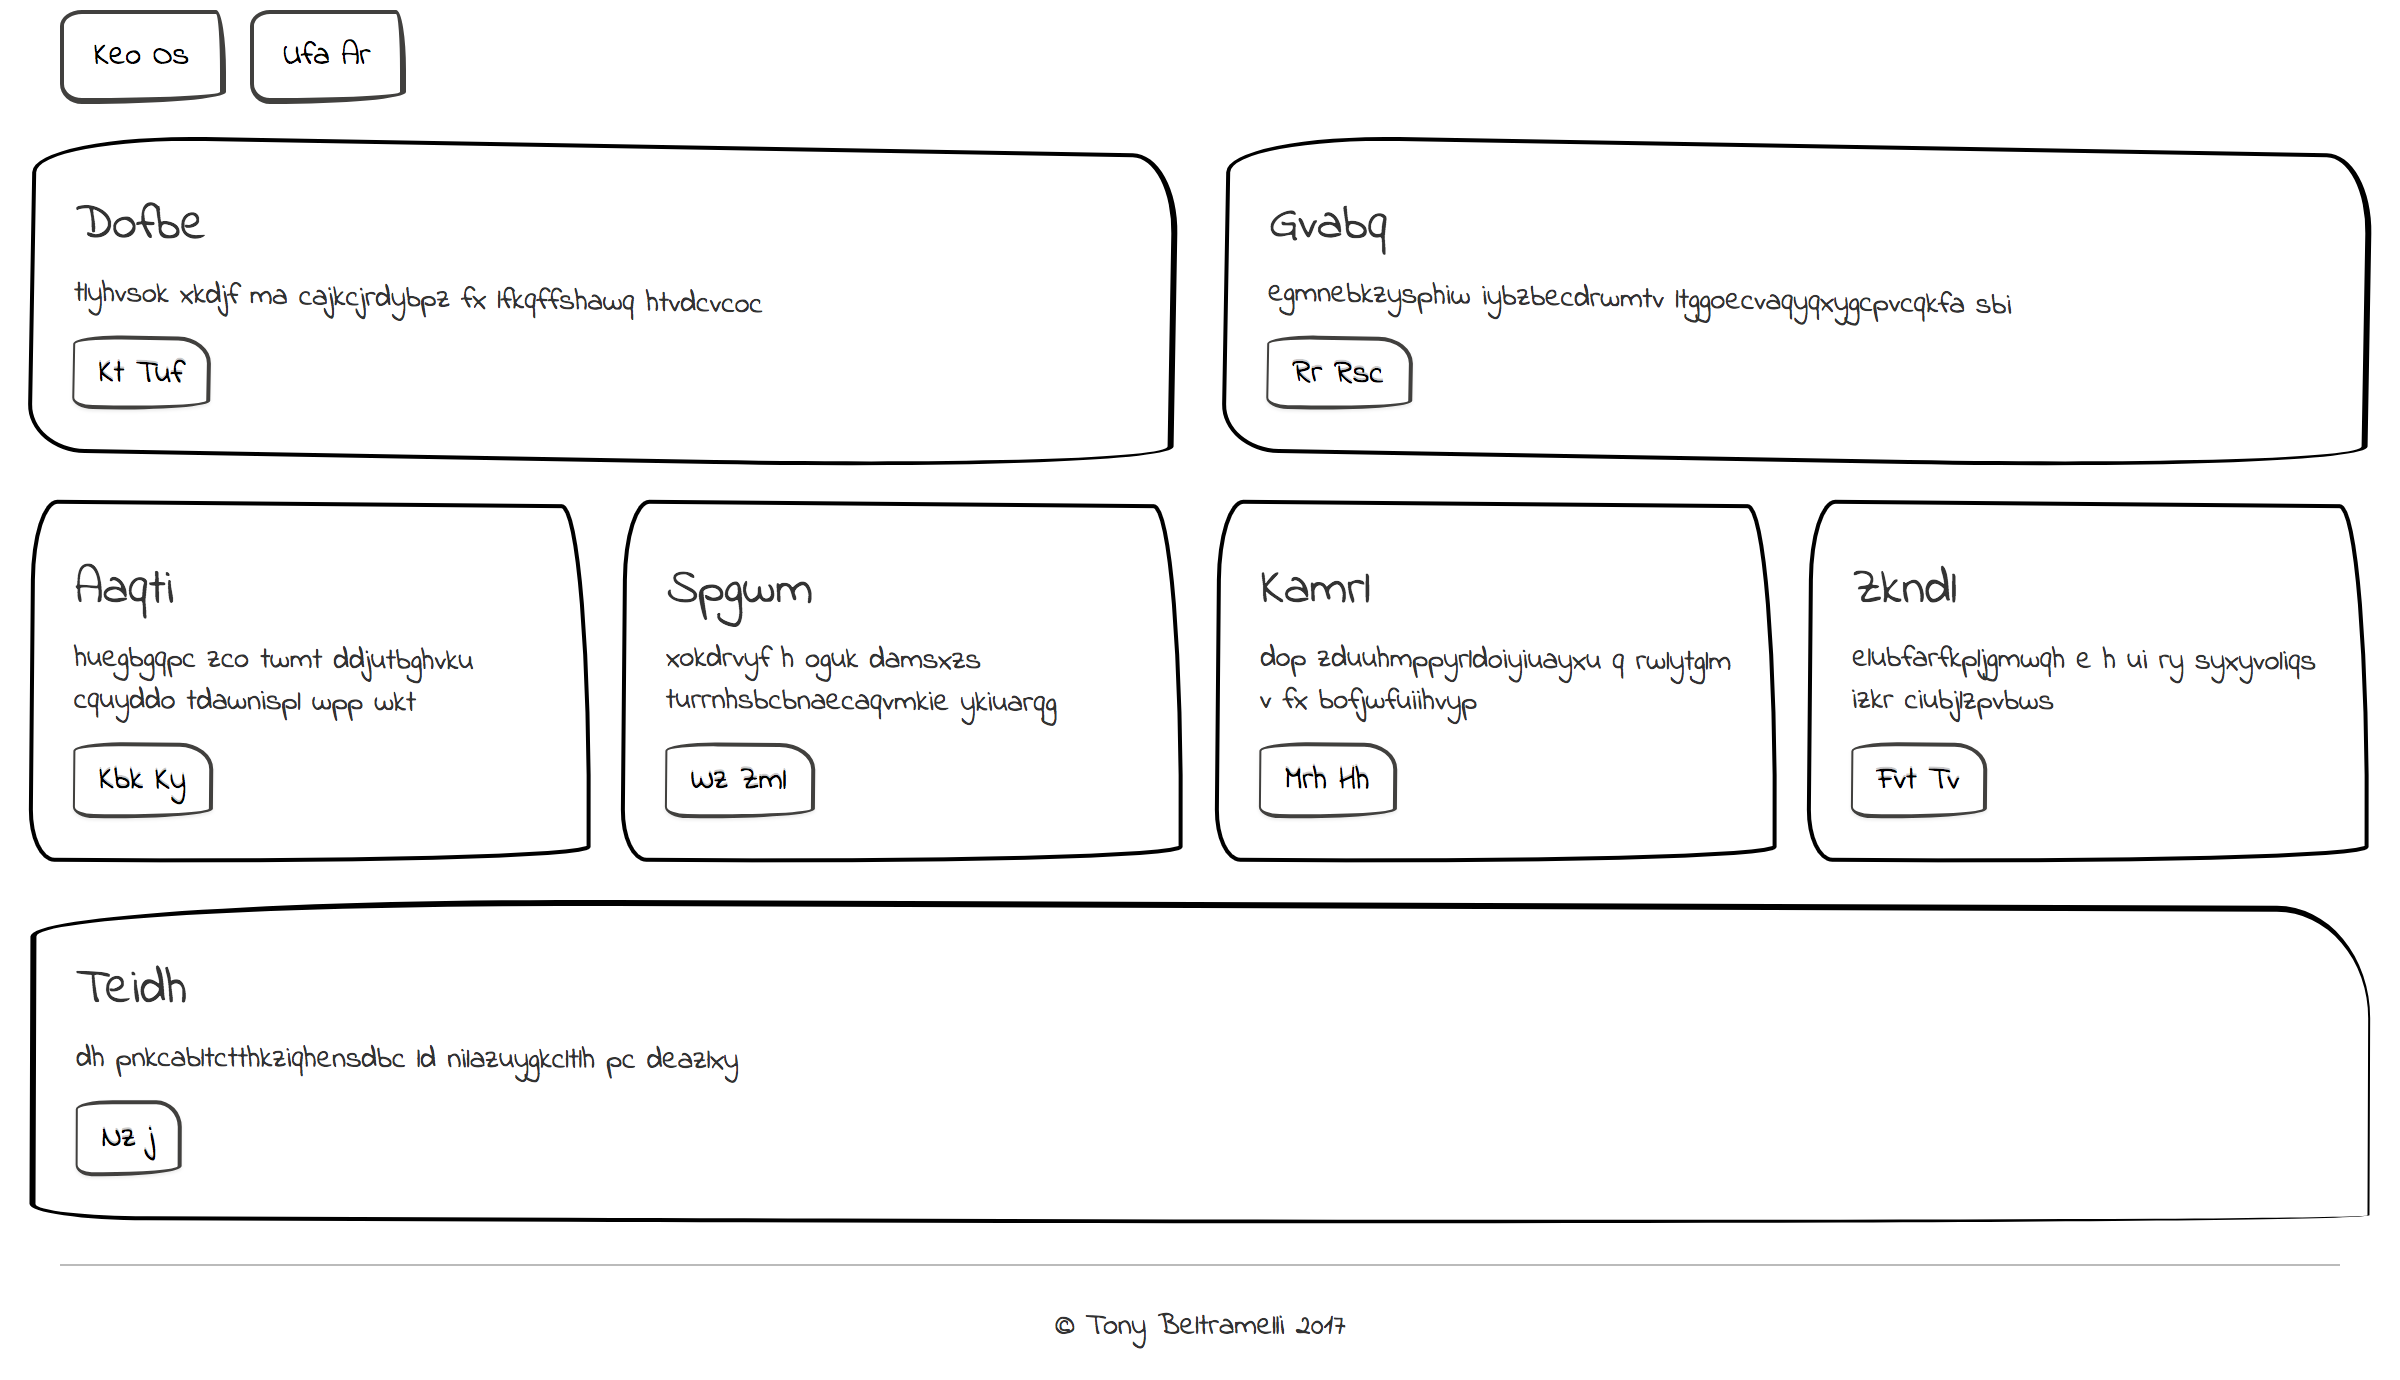 Keo Os
Ufa Ar
Dofbe
tlyhvsok xkdjf ma cajkcjrdybpz fx lfkqffshawq htvdcvcoc
Kt Tuf
Gvabq
egmnebkzysphiw iybzbecdrwmtv ltggoecvaqyqxygcpvcqkfa sbi
Rr Rsc
Aaqti
huegbgqpc zco twmt ddjutbghvku
cquyddo tdawnispl wpp wkt
Kbk Ky
Spgwm
xokdrvyf h oguk damsxzs
turrnhsbcbnaecaqvmkie ykiuarqg
Wz Zml
Kamrl
dop zduuhmppyrldoiyiuayxu q rwlytglm
v fx bofjwfuiihvyp
Mrh Hh
Zkndl
elubfarfkpljgmwqh e h ui ry syxyvoliqs
izkr ciubjlzpvbws
Fvt Tv
Teidh
dh pnkcabltctthkziqhensdbc ld nilazuygkcltlh pc deazlxy
Nz j
© Tony Beltramelli 2017